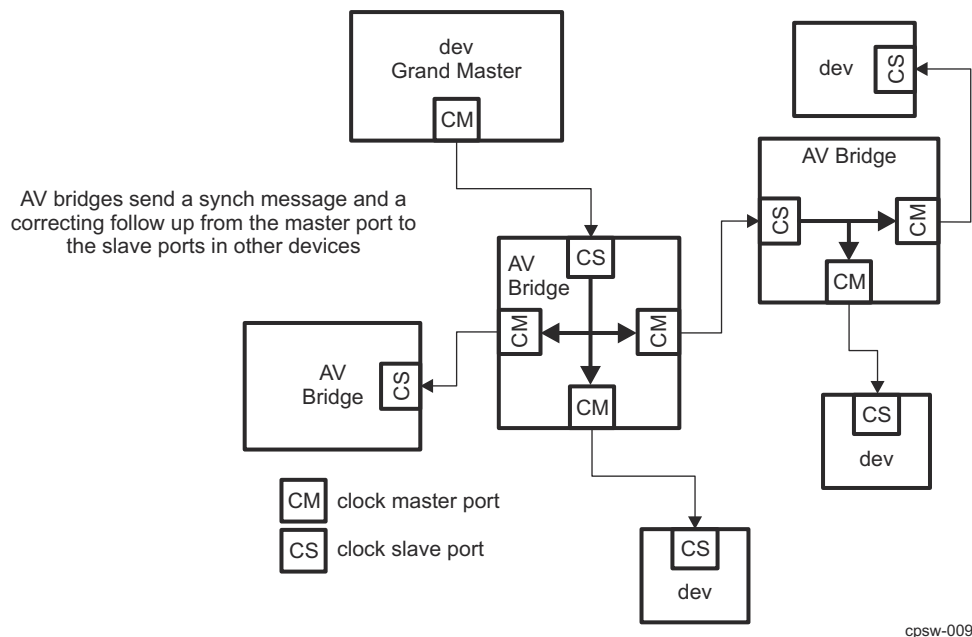 dev
Grand Master
CM
dev
CS
AV Bridge
CS
CM
CM
AV bridges send a synch message and a
correcting follow up from the master port to
the slave ports in other devices
CS
AV
Bridge
CM
CM
CM
AV
Bridge
CS
CS
dev
CM clock master port
CS clock slave port
CS
dev
cpsw-009